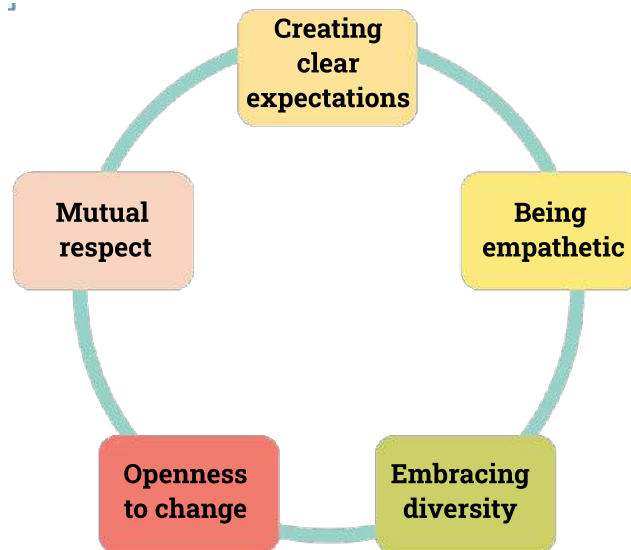 Creating
clear
expectations
Mutual
respect
Being
empathetic
Openness
to change
Embracing
diversity